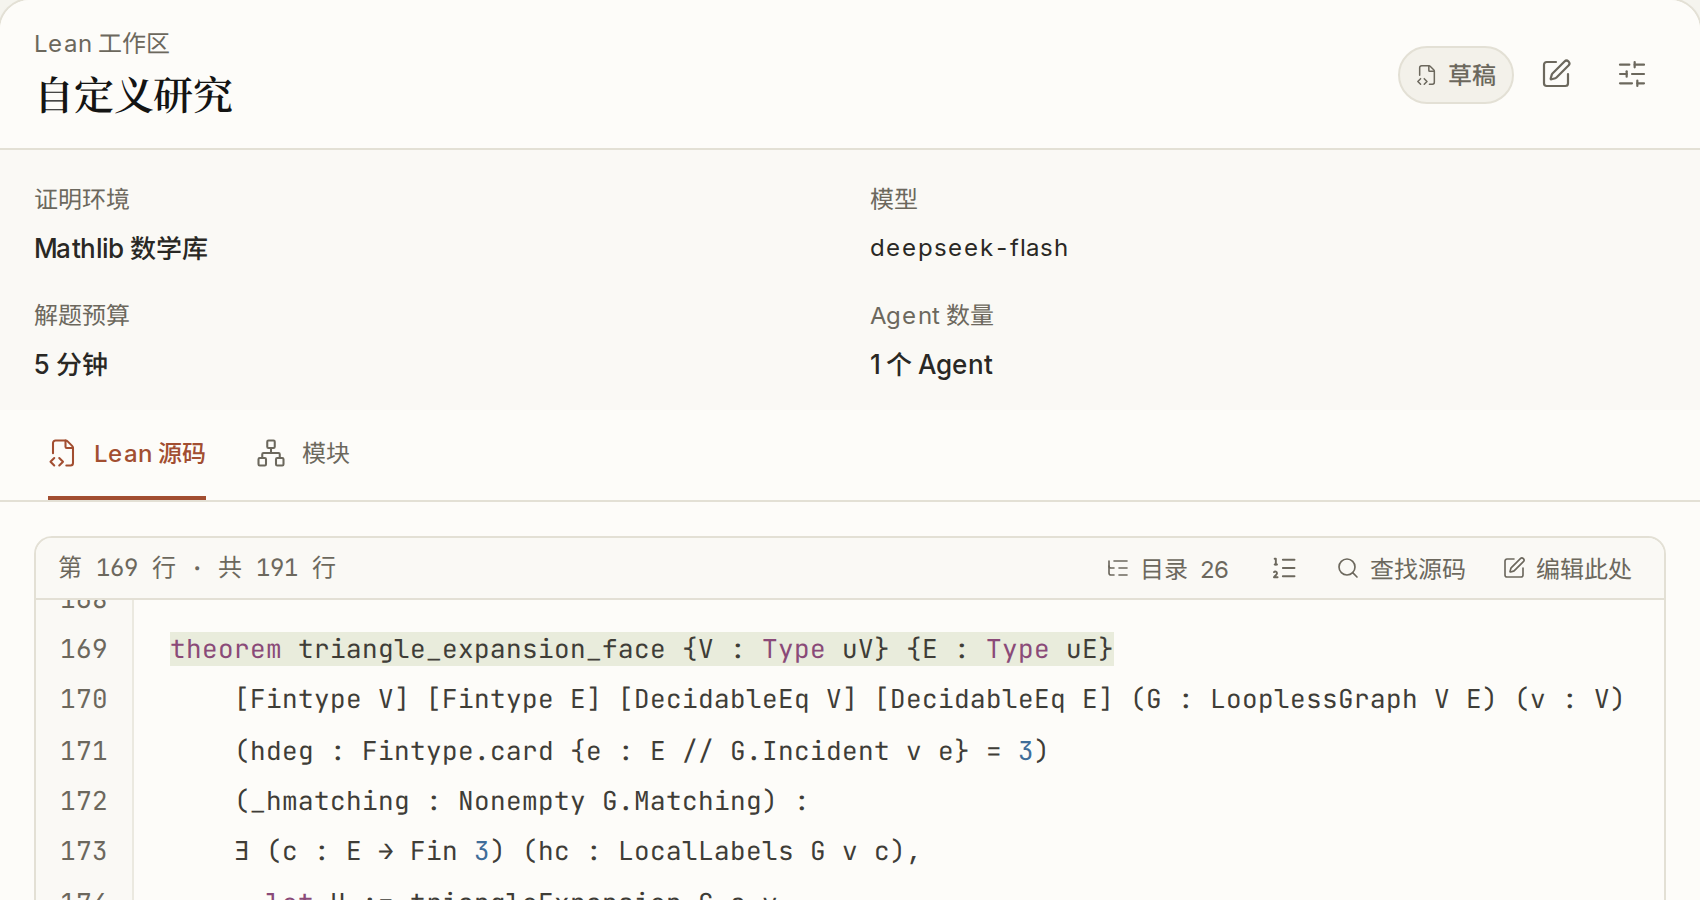 Lean 工作区
自定义研究
草稿
证明环境
模型
Mathlib 数学库
deepseek-flash
解题预算
Agent 数量
5 分钟
1 个 Agent
Lean 源码
模块
第 169 行 · 共 191 行
目录 26
查找源码
编辑此处
168
169 theorem triangle_expansion_face {V : Type uV} {E : Type uE}
170 [Fintype V] [Fintype E] [DecidableEq V] [DecidableEq E] (G : LooplessGraph V E) (v : V)
171 (hdeg : Fintype.card {e : E // G.Incident v e} = 3)
172 (_hmatching : Nonempty G.Matching) :
173 ∃ (c : E → Fin 3) (hc : LocalLabels G v c),
174 let H := triangleExpansion G c v